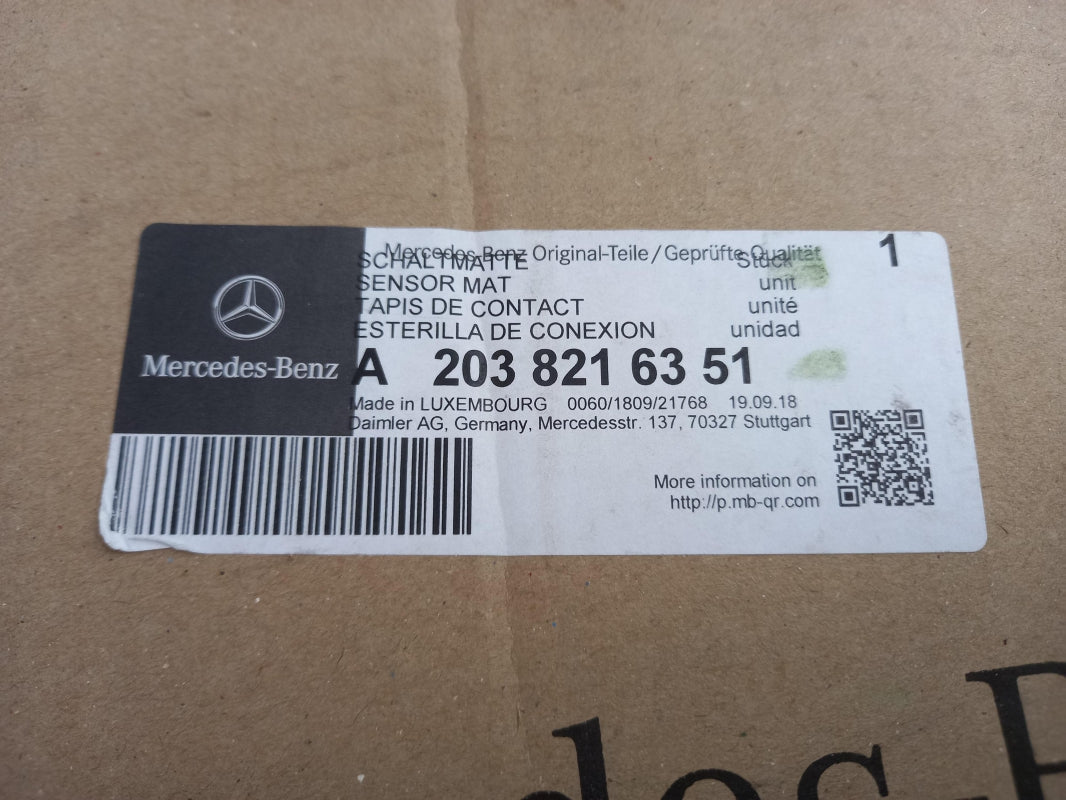 Mercedes-Benz Original-Teile/Geprüfte Qualität 1
SCHALTMATTE Stück
SENSOR MAT unit
TAPIS DE CONTACT unité
ESTERILLA DE CONEXION unidad
Mercedes-Benz
A 203 821 63 51
Made in LUXEMBOURG 0060/1809/21768 19.09.18
Daimler AG, Germany, Mercedesstr. 137, 70327 Stuttgart
More information on
http://p.mb-qr.com
des-B